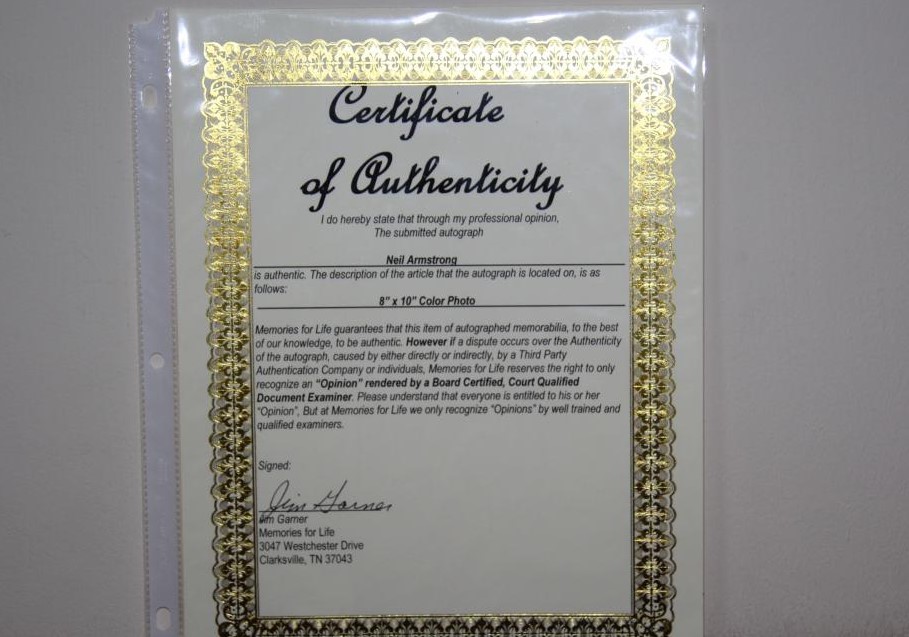 Certificate
of Authenticity
I do hereby state that through my professional opinion,
The submitted autograph
Neil Armstrong
is authentic. The description of the article that the autograph is located on, is as
follows:
8" x 10" Color Photo
Memories for Life guarantees that this item of autographed memorabilia, to the best
of our knowledge, to be authentic. However if a dispute occurs over the Authenticity
of the autograph, caused by either directly or indirectly, by a Third Party
Authentication Company or individuals, Memories for Life reserves the right to only
recognize an “Opinion” rendered by a Board Certified, Court Qualified
Document Examiner. Please understand that everyone is entitled to his or her
“Opinion”, But at Memories for Life we only recognize “Opinions” by well trained and
qualified examiners.
Signed:
Jim Garner
Jim Garner
Memories for Life
3047 Westchester Drive
Clarksville, TN 37043